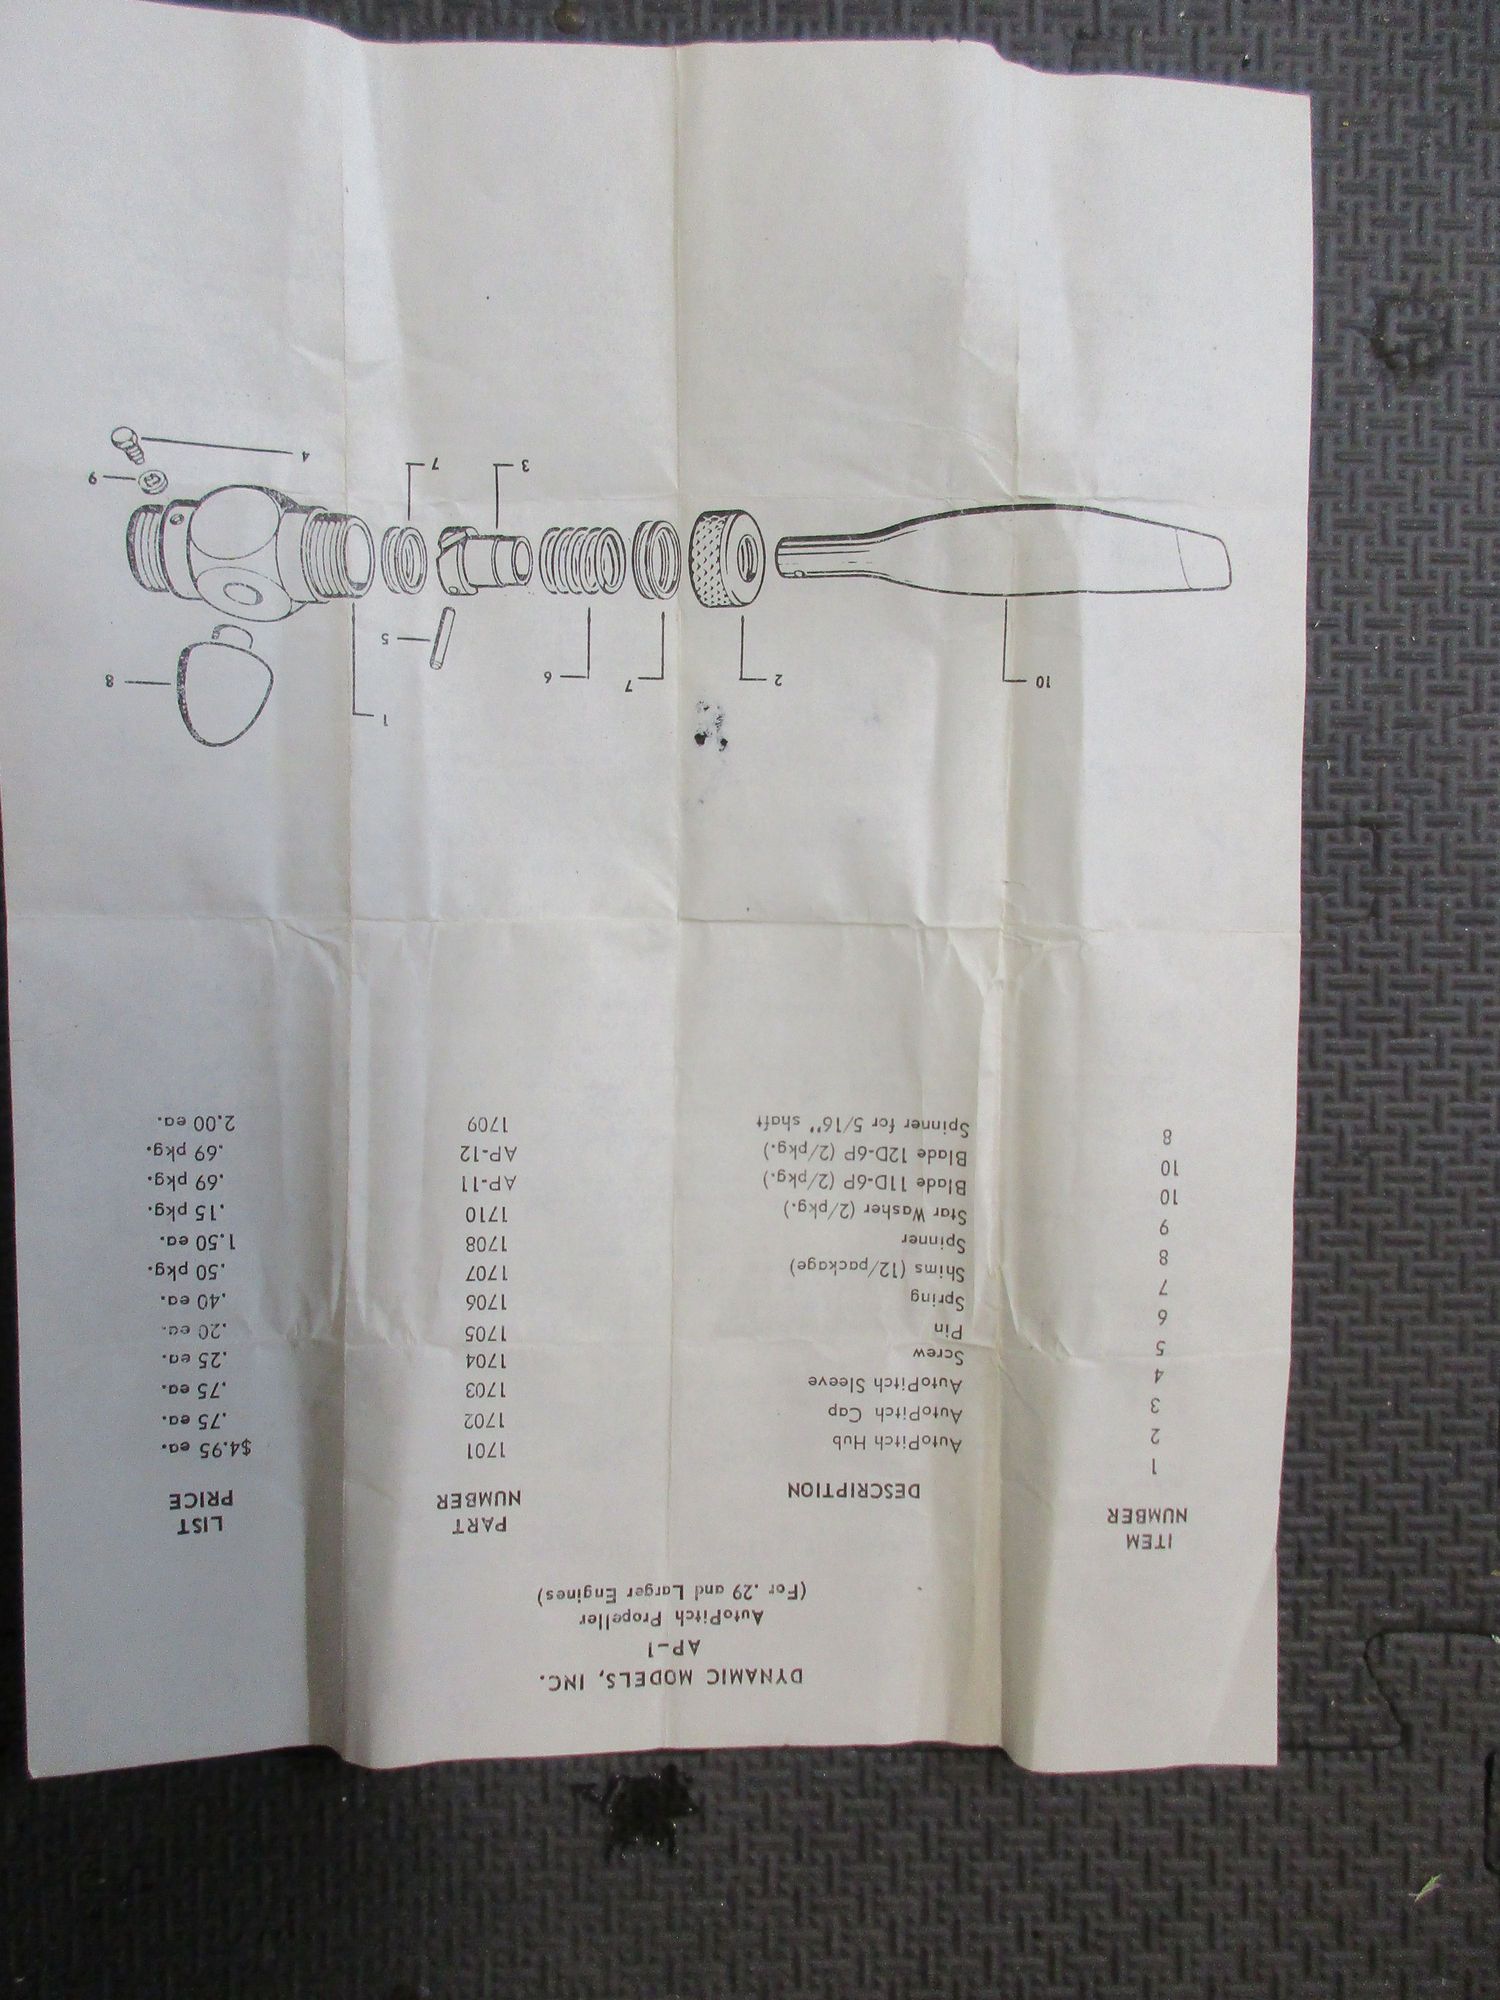 DYNAMIC MODELS, INC.
AP-1
AutoPitch Propeller
(For .29 and Larger Engines)
ITEM NUMBER DESCRIPTION PART NUMBER LIST PRICE
1 AutoPitch Hub 1701 $4.95 ea.
2 AutoPitch Cap 1702 .75 ea.
3 AutoPitch Sleeve 1703 .75 ea.
4 Screw 1704 .25 ea.
5 Pin 1705 .20 ea.
6 Spring 1706 .40 ea.
7 Shims (12/package) 1707 .50 pkg.
8 Spinner 1708 1.50 ea.
9 Star Washer (2/pkg.) 1710 .15 pkg.
10 Blade 11D-6P (2/pkg.) AP-11 .69 pkg.
10 Blade 12D-6P (2/pkg.) AP-12 .69 pkg.
8 Spinner for 5/16" shaft 1709 2.00 ea.
1
10
2
7
6
8
5
3
7
9
4